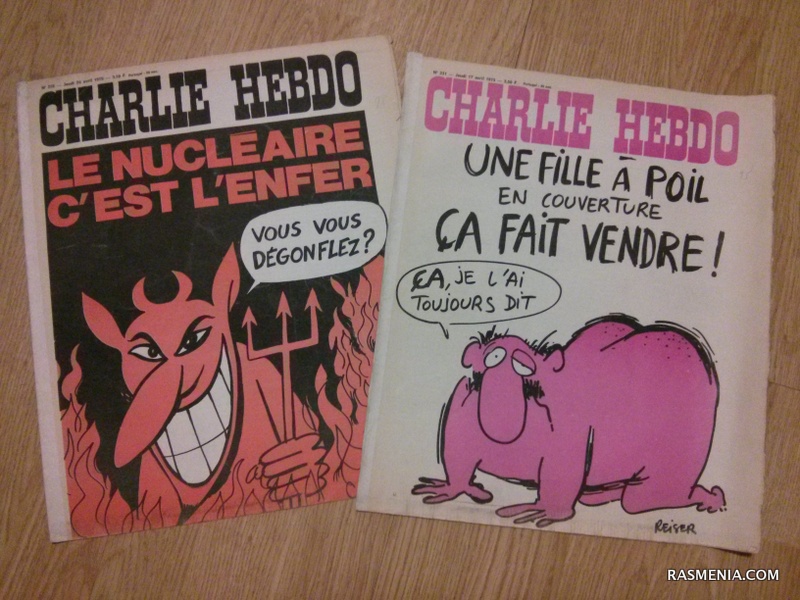 CHARLIE HEBDO
LE NUCLÉAIRE
C'EST L'ENFER
VOUS VOUS
DÉGONFLEZ?
CHARLIE HEBDO
UNE FILLE À POIL
EN COUVERTURE
ÇA FAIT VENDRE!
ÇA, JE L'AI
TOUJOURS DIT
REISER
RASMENIA.COM